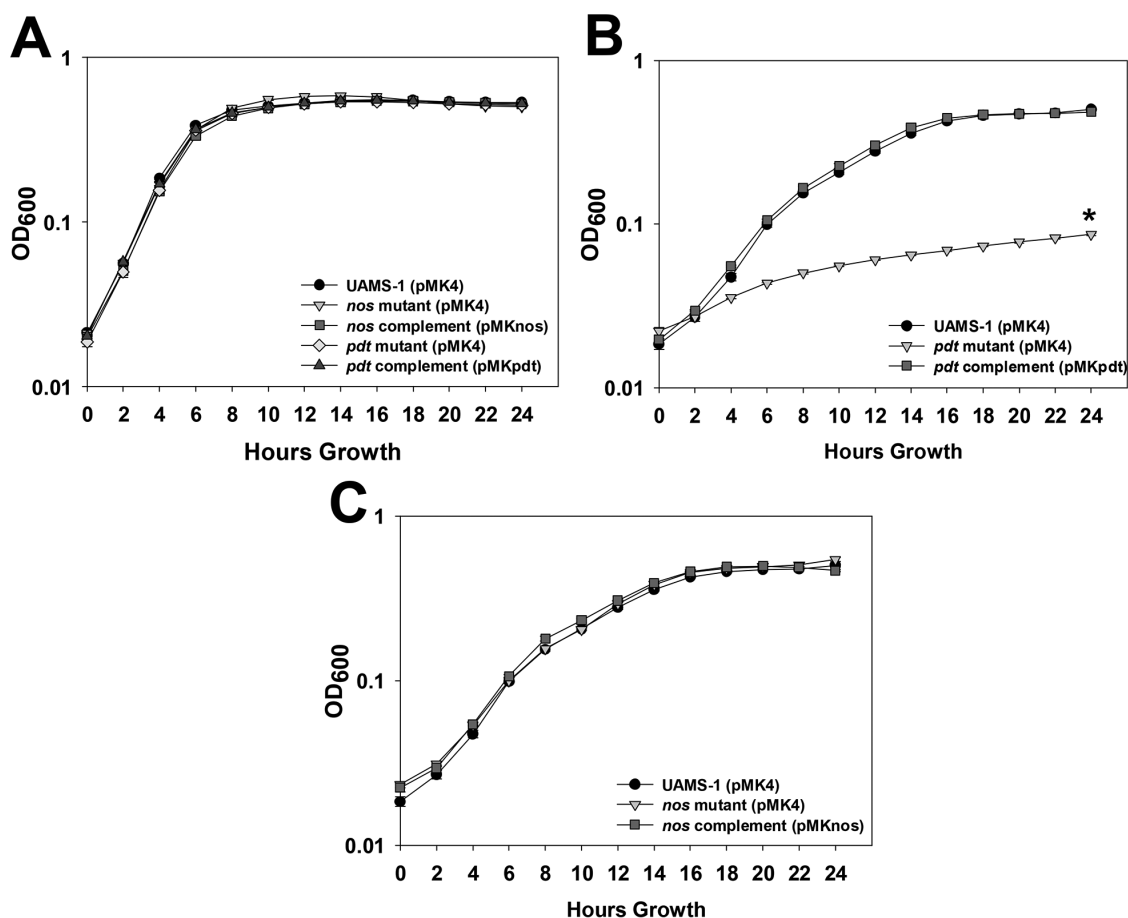 A
1
0.1
0.01
OD600
UAMS-1 (pMK4)
nos mutant (pMK4)
nos complement (pMKnos)
pdt mutant (pMK4)
pdt complement (pMKpdt)
0 2 4 6 8 10 12 14 16 18 20 22 24
Hours Growth
B
1
0.1
0.01
OD600
*
UAMS-1 (pMK4)
pdt mutant (pMK4)
pdt complement (pMKpdt)
0 2 4 6 8 10 12 14 16 18 20 22 24
Hours Growth
C
1
0.1
0.01
OD600
UAMS-1 (pMK4)
nos mutant (pMK4)
nos complement (pMKnos)
0 2 4 6 8 10 12 14 16 18 20 22 24
Hours Growth